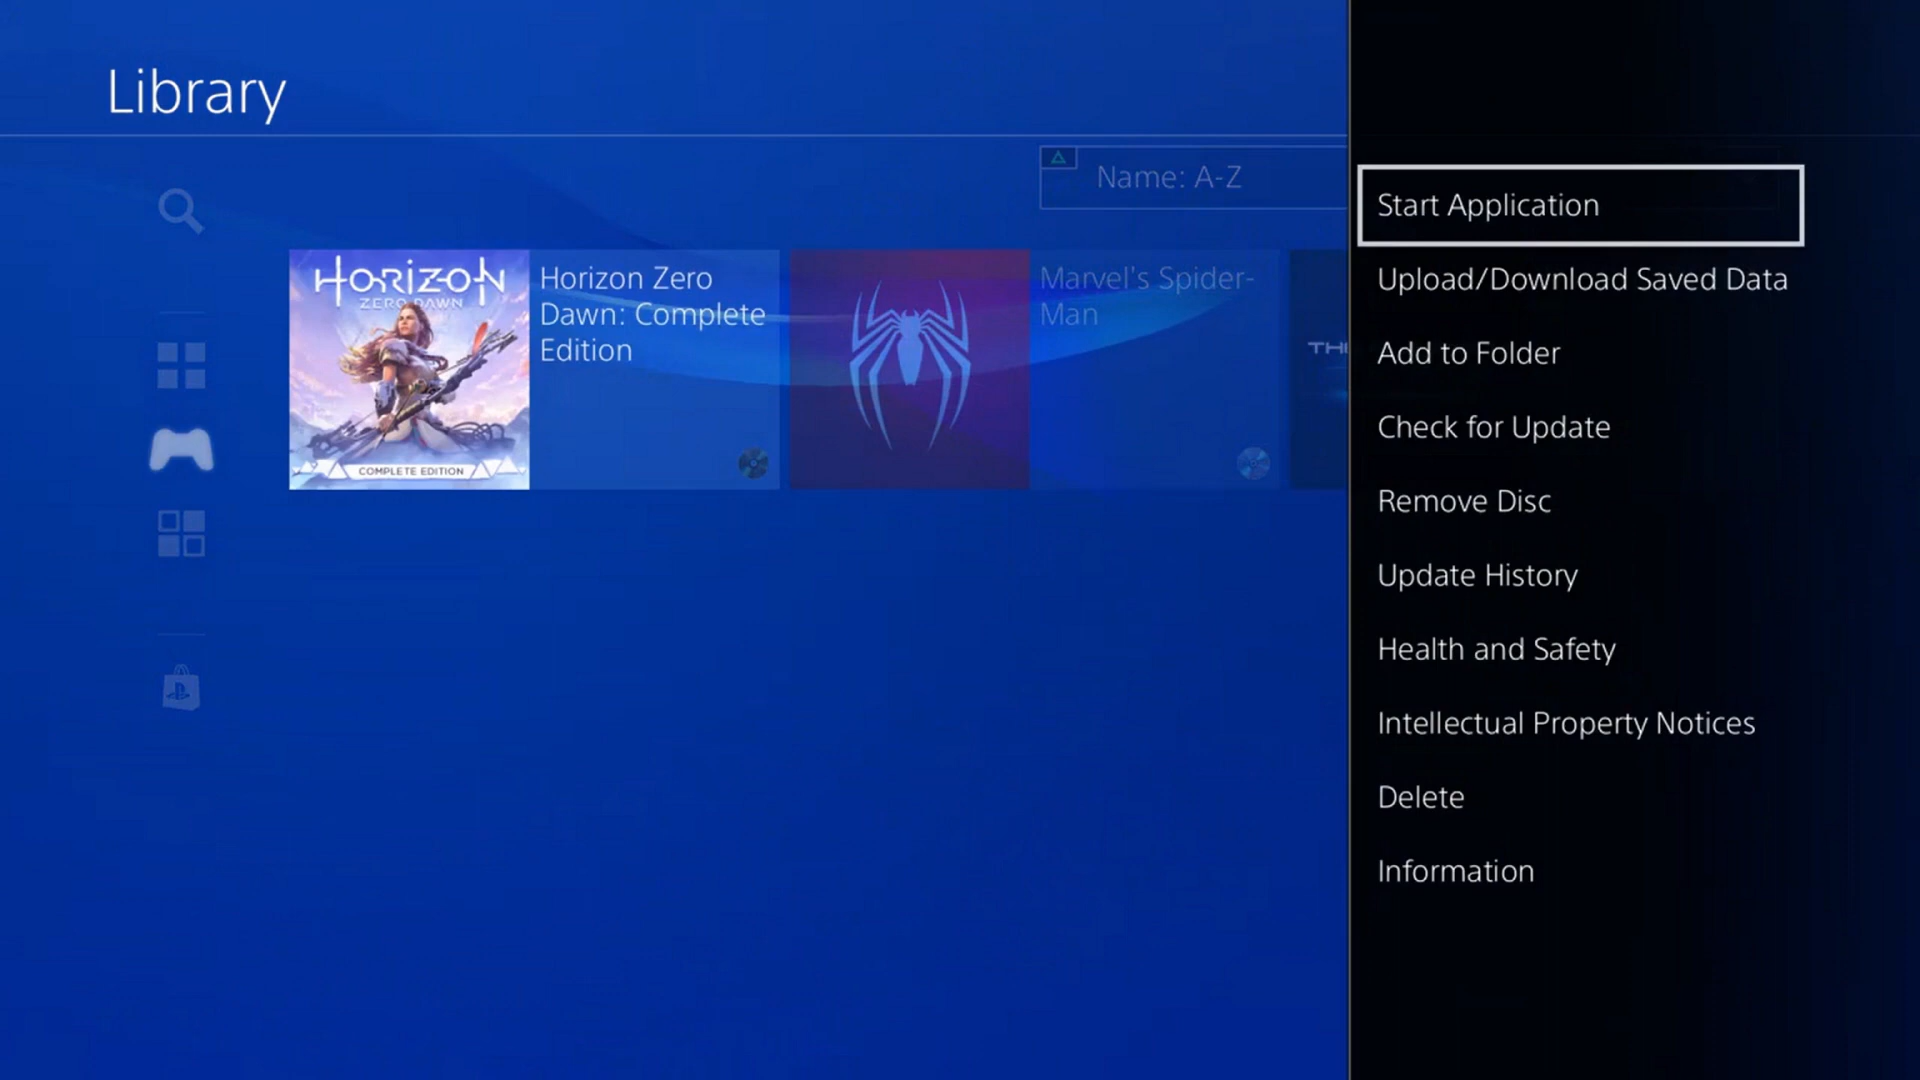 Library
Name: A-Z
HORIZON
ZERO DAWN
COMPLETE EDITION
Horizon Zero
Dawn: Complete
Edition
Marvel's Spider-
Man
Start Application
Upload/Download Saved Data
Add to Folder
Check for Update
Remove Disc
Update History
Health and Safety
Intellectual Property Notices
Delete
Information